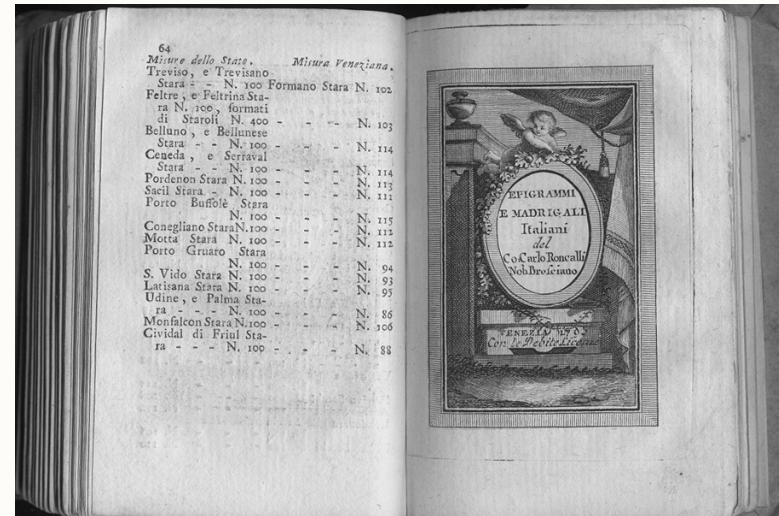 64
Misure dello Stato. Misura Veneziana.
Treviso, e Trevisano
Stara - - N. 100 Formano Stara N. 102
Feltre, e Feltrina Sta-
ra N. 100, formati
di Staroli N. 400 - - - N. 103
Belluno, e Bellunese
Stara - - N. 100 - - - N. 114
Ceneda, e Serraval
Stara - - N. 100 - - - N. 114
Pordenon Stara N. 100 - - - N. 113
Sacil Stara - N. 100 - - - N. 111
Porto Buffolè Stara
N. 100 - - - N. 115
Conegliano Stara N. 100 - - - N. 112
Motta Stara N. 100 - - - N. 112
Porto Gruaro Stara
N. 100 - - - N. 94
S. Vido Stara N. 100 - - - N. 93
Latisana Stara N. 100 - - - N. 95
Udine, e Palma Sta-
ra - - - N. 100 - - - N. 86
Monfalcon Stara N. 100 - - - N. 106
Cividal di Friul Sta-
ra - - - N. 100 - - - N. 88
EPIGRAMMI
E MADRIGALI
Italiani
del
Co. Carlo Roncalli
Nob. Bresciano
VENEZIA
Con le Debite Licenze